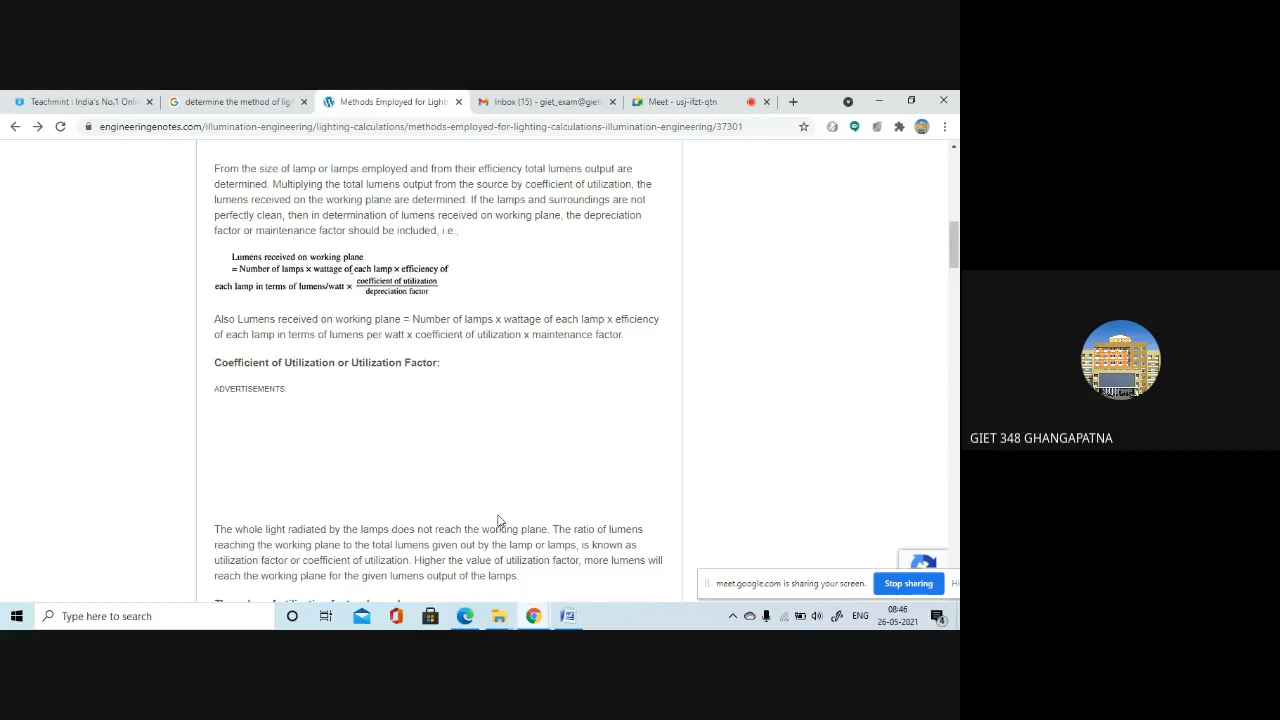 Teachmint : India's No.1 Onli
determine the method of lig
Methods Employed for Light
Inbox (15) - giet_exam@giet
Meet - usj-ifzt-qtn
engineeringenotes.com/illumination-engineering/lighting-calculations/methods-employed-for-lighting-calculations-illumination-engineering/37301
From the size of lamp or lamps employed and from their efficiency total lumens output are
determined. Multiplying the total lumens output from the source by coefficient of utilization, the
lumens received on the working plane are determined. If the lamps and surroundings are not
perfectly clean, then in determination of lumens received on working plane, the depreciation
factor or maintenance factor should be included, i.e.,
Lumens received on working plane
= Number of lamps × wattage of each lamp × efficiency of
each lamp in terms of lumens/watt × coefficient of utilization
depreciation factor
Also Lumens received on working plane = Number of lamps x wattage of each lamp x efficiency
of each lamp in terms of lumens per watt x coefficient of utilization x maintenance factor.
Coefficient of Utilization or Utilization Factor:
ADVERTISEMENTS:
The whole light radiated by the lamps does not reach the working plane. The ratio of lumens
reaching the working plane to the total lumens given out by the lamp or lamps, is known as
utilization factor or coefficient of utilization. Higher the value of utilization factor, more lumens will
reach the working plane for the given lumens output of the lamps.
GIET 348 GHANGAPATNA
meet.google.com is sharing your screen.
Stop sharing
Hi
Type here to search
ENG
08:46
26-05-2021
4